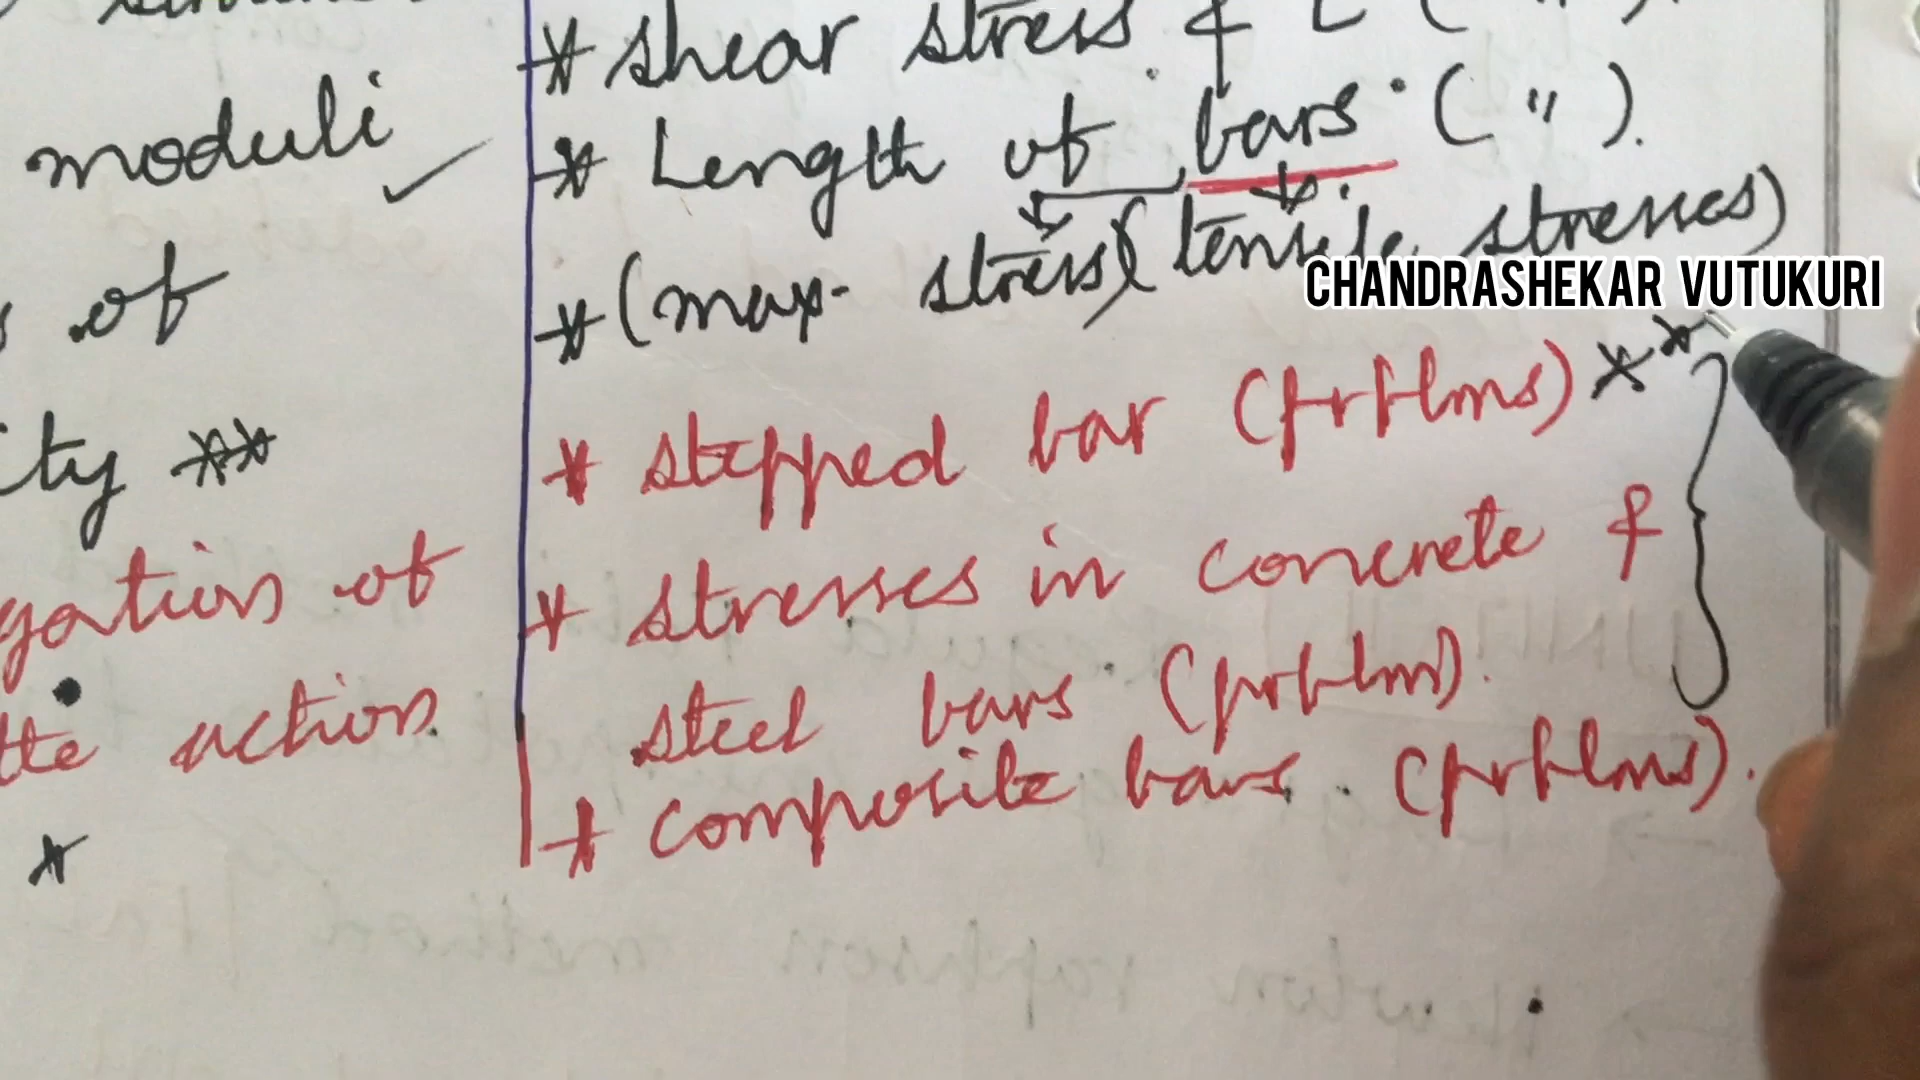 moduli ✓
of
ty **
gation of
action
*
* shear stress & (")
* Length of bars. (").
* (max. stress) (tensile stresses)
CHANDRASHEKAR VUTUKURI
* stepped bar (prblms) **
* stresses in concrete &
steel bars (prblm).
* composite bars. (prblms).